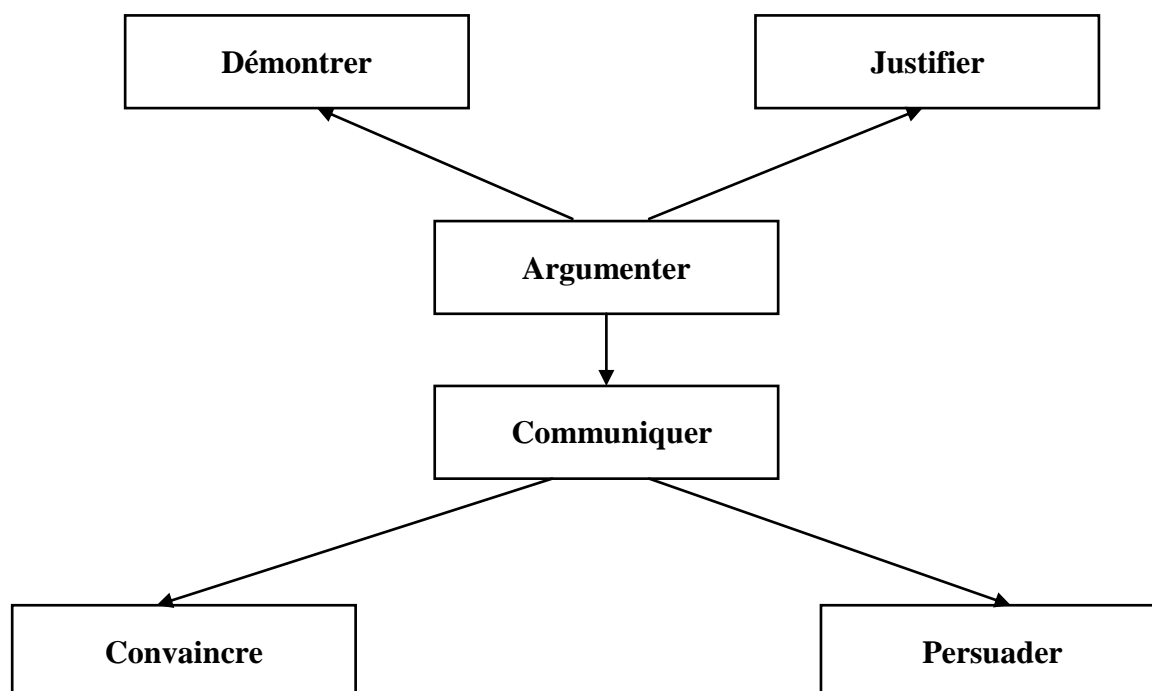 Démontrer
Justifier
Argumenter
Communiquer
Convaincre
Persuader